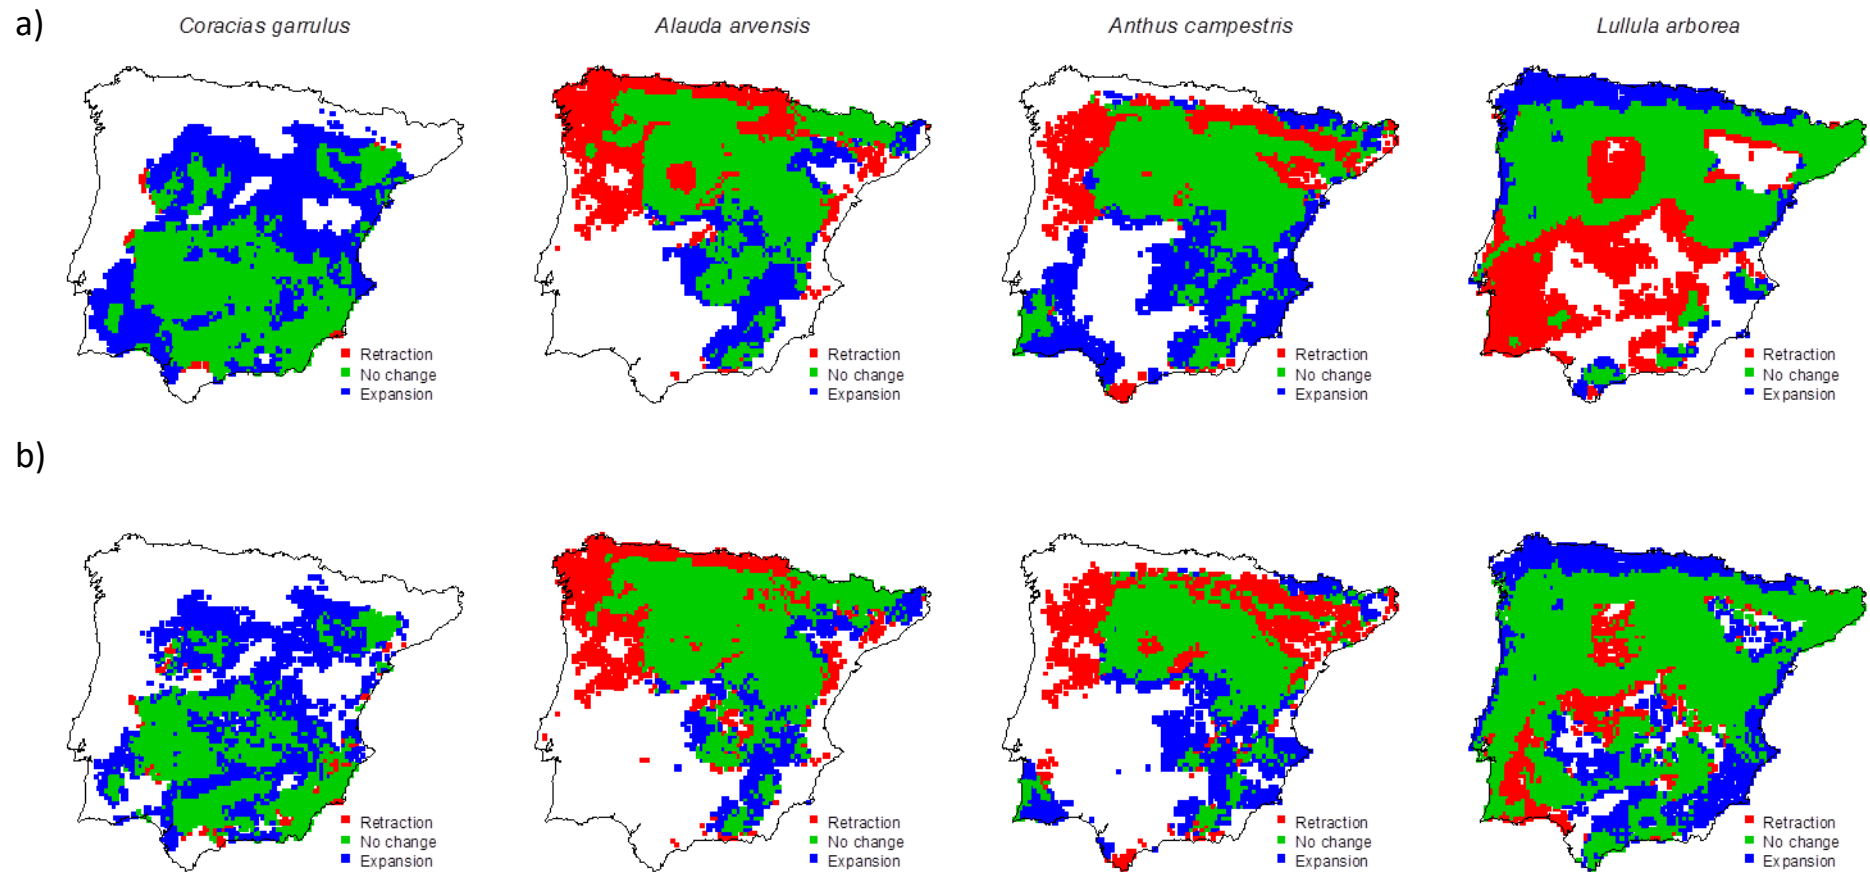 a)
Coracias garrulus
Alauda arvensis
Anthus campestris
Lullula arborea
Retraction
No change
Expansion
Retraction
No change
Expansion
Retraction
No change
Expansion
Retraction
No change
Expansion
b)
Retraction
No change
Expansion
Retraction
No change
Expansion
Retraction
No change
Expansion
Retraction
No change
Expansion